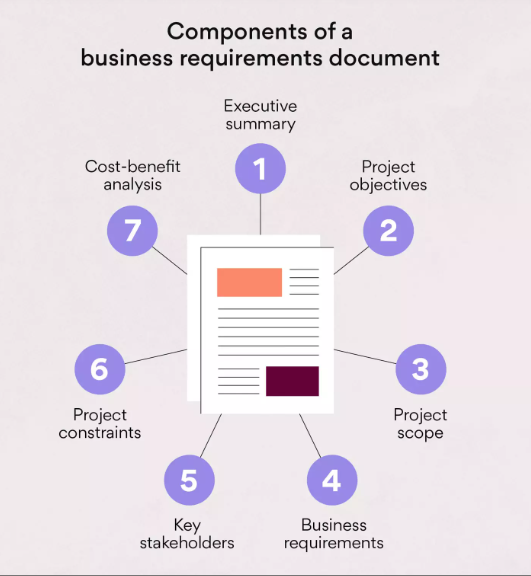 Components of a
business requirements document
Executive
summary
1
Project
objectives
2
3
Project
scope
4
Business
requirements
5
Key
stakeholders
6
Project
constraints
Cost-benefit
analysis
7